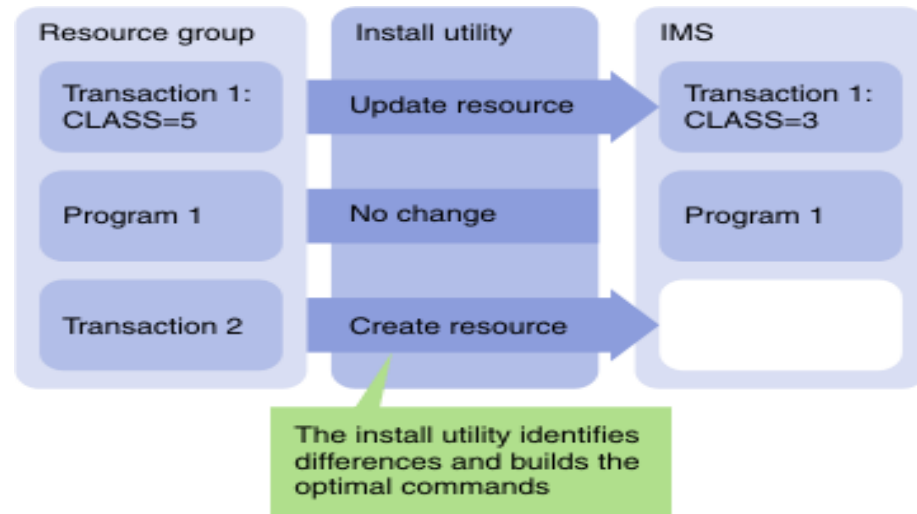 Resource group
Install utility
IMS
Transaction 1:
CLASS=5
Update resource
Transaction 1:
CLASS=3
Program 1
No change
Program 1
Transaction 2
Create resource
The install utility identifies
differences and builds the
optimal commands